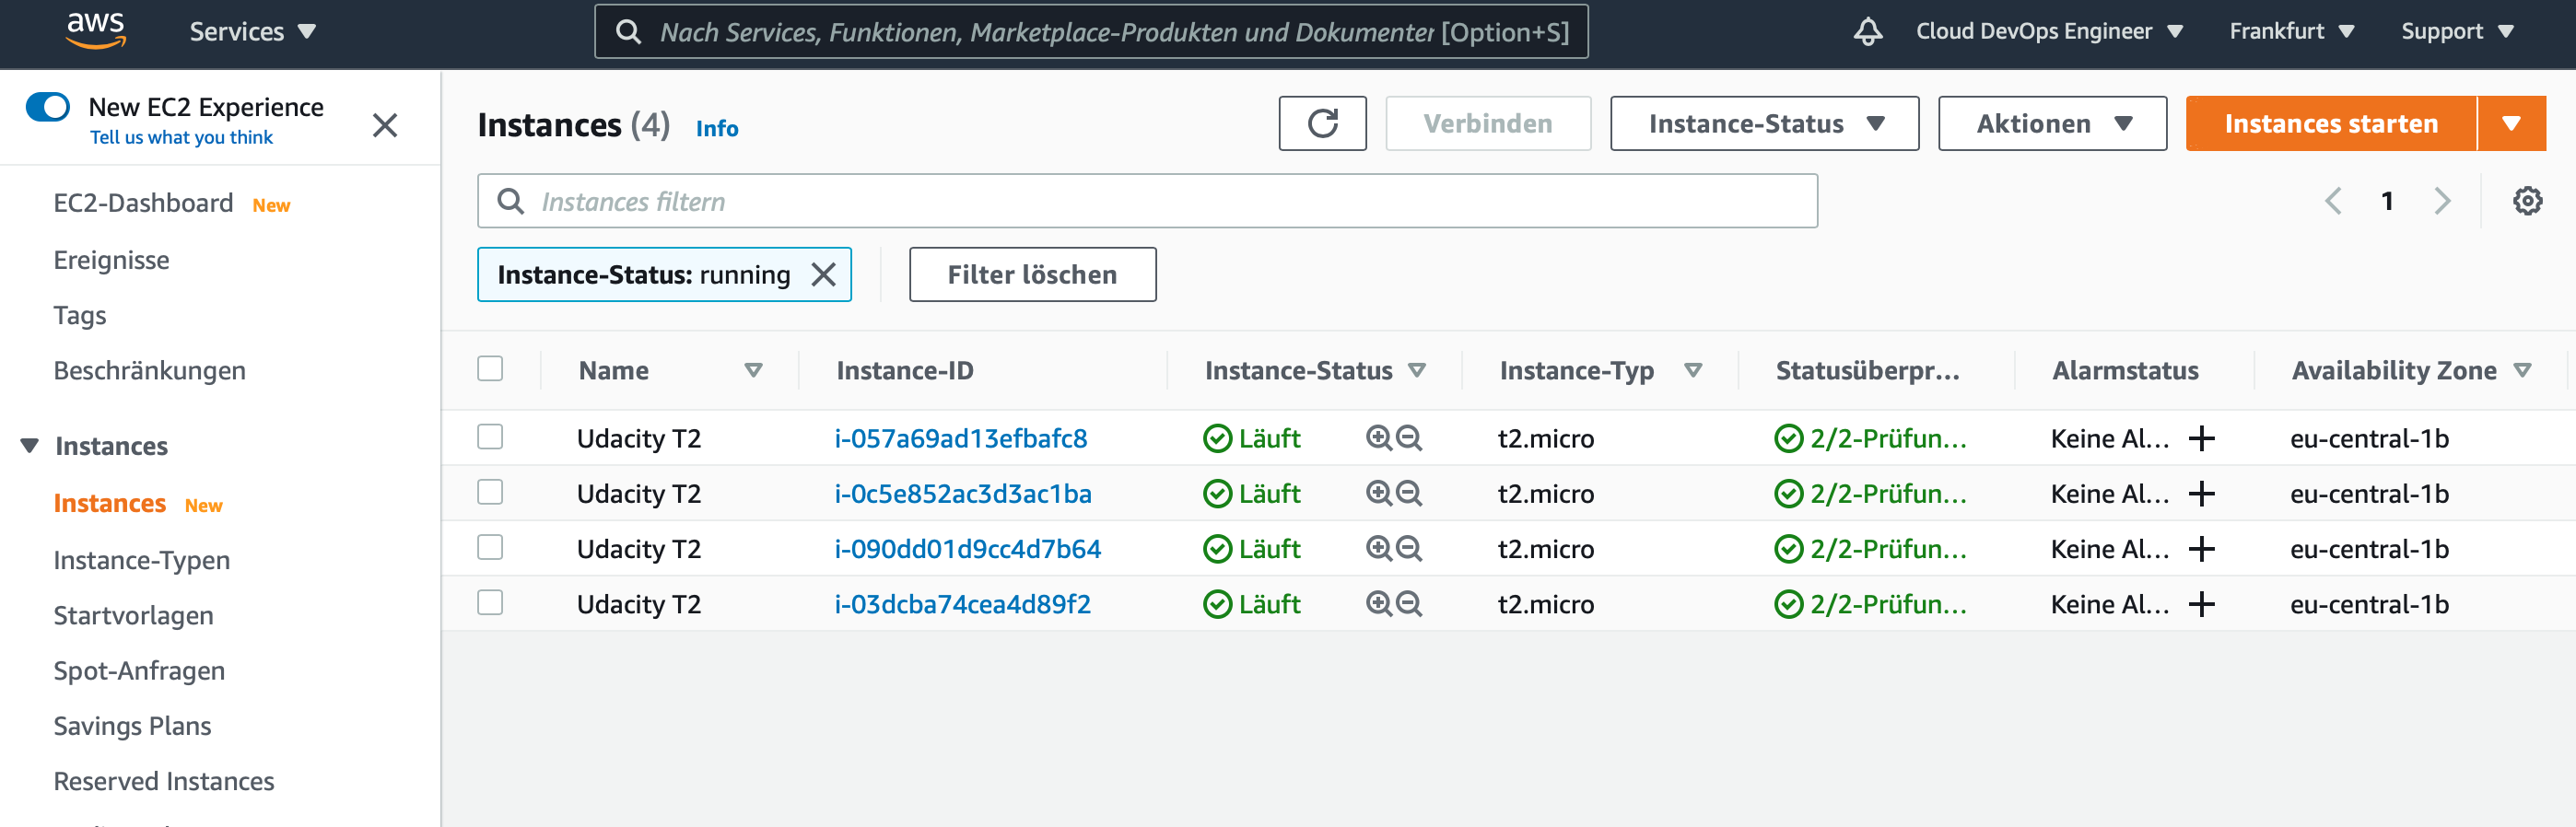 aws Services Nach Services, Funktionen, Marketplace-Produkten und Dokumenter [Option+S] Cloud DevOps Engineer Frankfurt Support
New EC2 Experience
Tell us what you think
EC2-Dashboard New
Ereignisse
Tags
Beschränkungen
Instances
Instances New
Instance-Typen
Startvorlagen
Spot-Anfragen
Savings Plans
Reserved Instances
Instances (4) Info Verbinden Instance-Status Aktionen Instances starten
Instances filtern 1
Instance-Status: running Filter löschen
Name Instance-ID Instance-Status Instance-Typ Statusüberpr... Alarmstatus Availability Zone
Udacity T2 i-057a69ad13efbafc8 Läuft t2.micro 2/2-Prüfun... Keine Al... eu-central-1b
Udacity T2 i-0c5e852ac3d3ac1ba Läuft t2.micro 2/2-Prüfun... Keine Al... eu-central-1b
Udacity T2 i-090dd01d9cc4d7b64 Läuft t2.micro 2/2-Prüfun... Keine Al... eu-central-1b
Udacity T2 i-03dcba74cea4d89f2 Läuft t2.micro 2/2-Prüfun... Keine Al... eu-central-1b